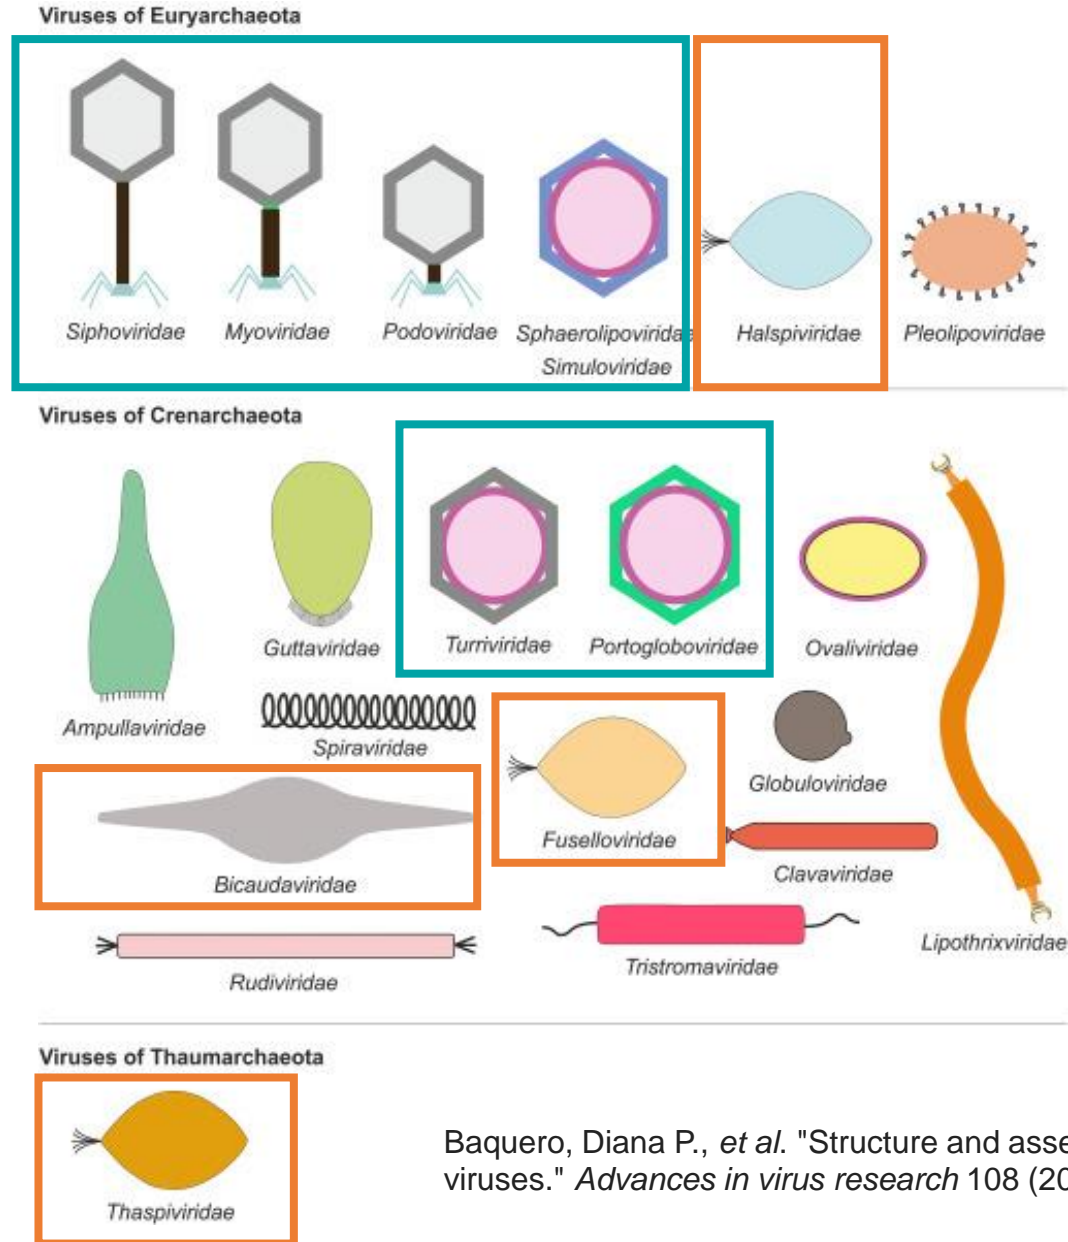 Viruses of Euryarchaeota
Siphoviridae Myoviridae Podoviridae Sphaerolipoviridae Halspiviridae Pleolipoviridae
Simuloviridae
Viruses of Crenarchaeota
Guttaviridae Turriviridae Portogloboviridae Ovaliviridae
Ampullaviridae
Spiraviridae
Globuloviridae
Fuselloviridae
Clavaviridae
Bicaudaviridae
Lipothrixviridae
Tristromaviridae
Rudiviridae
Viruses of Thaumarchaeota
Baquero, Diana P., et al. "Structure and asse
viruses." Advances in virus research 108 (20
Thaspiviridae